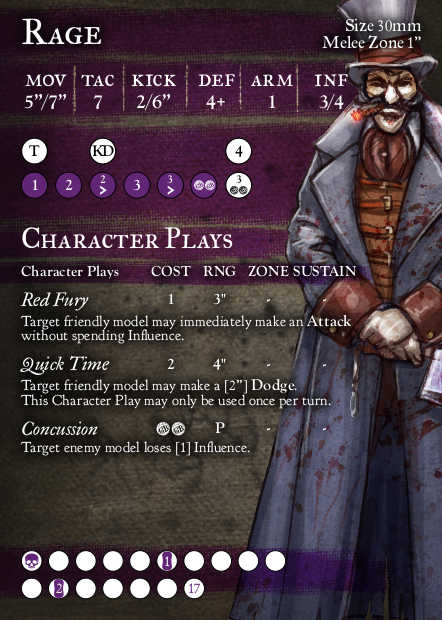 Rage
Size 30mm
Melee Zone 1”
MOV TAC KICK DEF ARM INF
5”/7” 7 2/6” 4+ 1 3/4
T KD 4
1 2 2 > 3 3 > 3
Character Plays
Character Plays COST RNG ZONE SUSTAIN
Red Fury 1 3" - -
Target friendly model may immediately make an Attack
without spending Influence.
Quick Time 2 4" - -
Target friendly model may make a [2”] Dodge.
This Character Play may only be used once per turn.
Concussion P - -
Target enemy model loses [1] Influence.
1
2 17